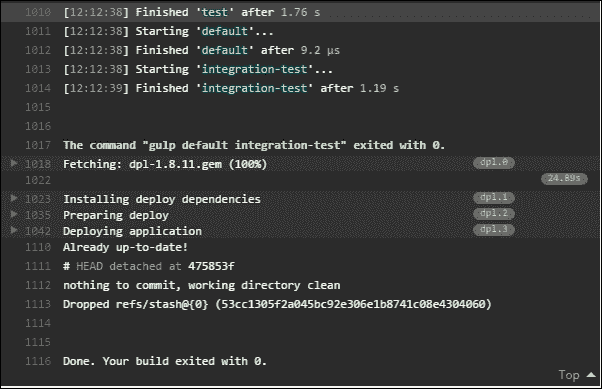 1010 [12:12:38] Finished 'test' after 1.76 s
1011 [12:12:38] Starting 'default'...
1012 [12:12:38] Finished 'default' after 9.2 μs
1013 [12:12:38] Starting 'integration-test'...
1014 [12:12:39] Finished 'integration-test' after 1.19 s
1015
1016
1017 The command "gulp default integration-test" exited with 0.
1018 Fetching: dpl-1.8.11.gem (100%) dpl.0
1022 24.89s
1023 Installing deploy dependencies dpl.1
1035 Preparing deploy dpl.2
1042 Deploying application dpl.3
1110 Already up-to-date!
1111 # HEAD detached at 475853f
1112 nothing to commit, working directory clean
1113 Dropped refs/stash@{0} (53cc1305f2a045bc92e306e1b8741c08e4304060)
1114
1115
1116 Done. Your build exited with 0.
Top